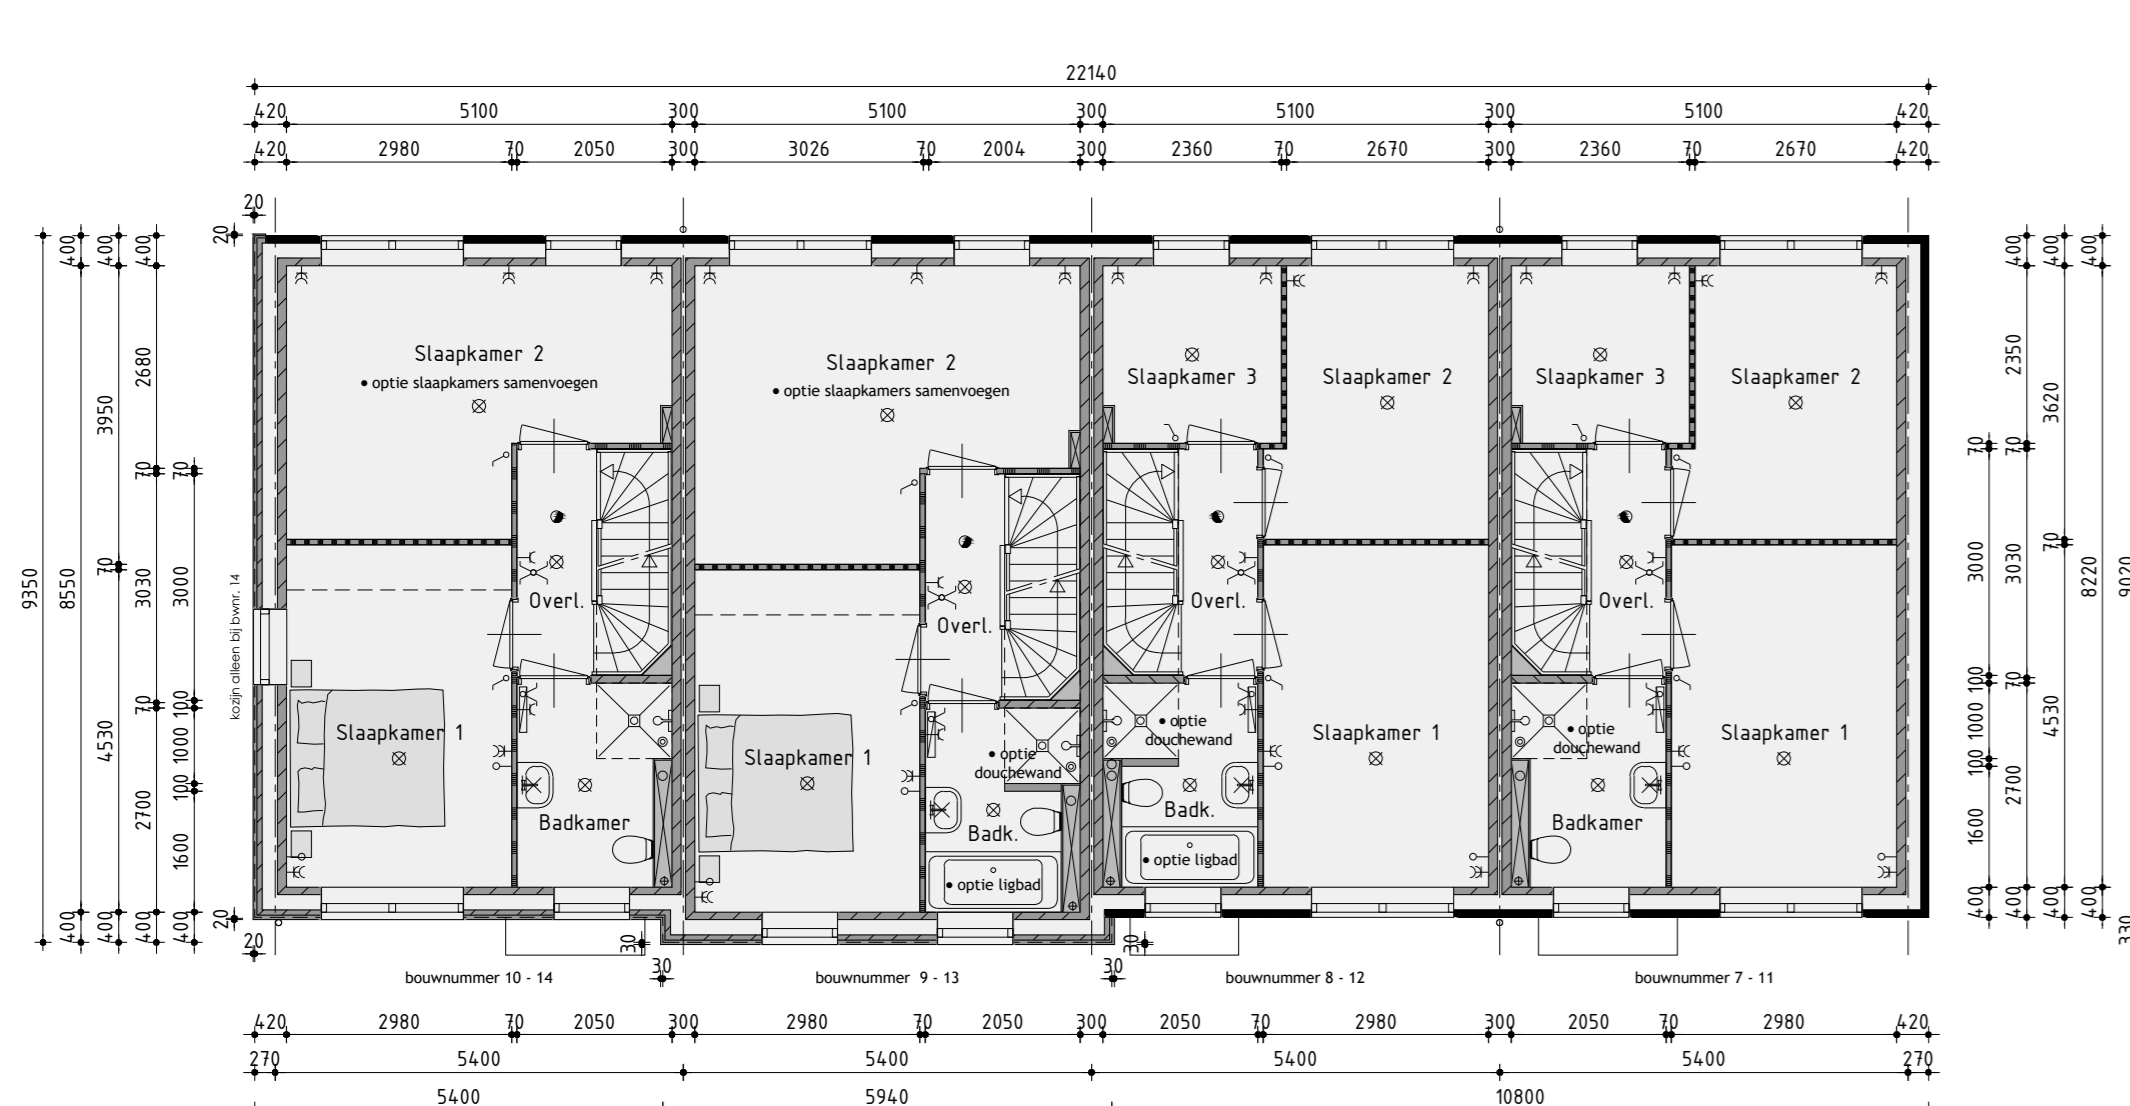 22140
420 5100 300 5100 300 5100 300 5100 420
420 2980 70 2050 300 3026 70 2004 300 2360 70 2670 300 2360 70 2670 420
20
20
400 400 400
400 400 400
2680
3950
70 70
70
9350 8550 3030 3000
4530
70 100
1000
2700 100
1600
400 400 400 400
20
20
kozijn alleen bij bwnr. 14
Slaapkamer 2
• optie slaapkamers samenvoegen
Overl.
Slaapkamer 1
Badkamer
Slaapkamer 2
• optie slaapkamers samenvoegen
Overl.
Slaapkamer 1
• optie
douchewand
Badk.
• optie ligbad
Slaapkamer 3
Slaapkamer 2
Overl.
• optie
douchewand
Slaapkamer 1
Badk.
• optie ligbad
Slaapkamer 3
Slaapkamer 2
Overl.
• optie
douchewand
Slaapkamer 1
Badkamer
2350
3620
70 70
70
3000 3030
8220 9020
100 70
1000
4530
100
2700
1600
400 400 400 400
330
30 30
30 30
bouwnummer 10 - 14
bouwnummer 9 - 13
bouwnummer 8 - 12
bouwnummer 7 - 11
420 2980 70 2050 300 2980 70 2050 300 2050 70 2980 300 2050 70 2980 420
270 5400 5400 5400 5400 270
5400 5940 10800